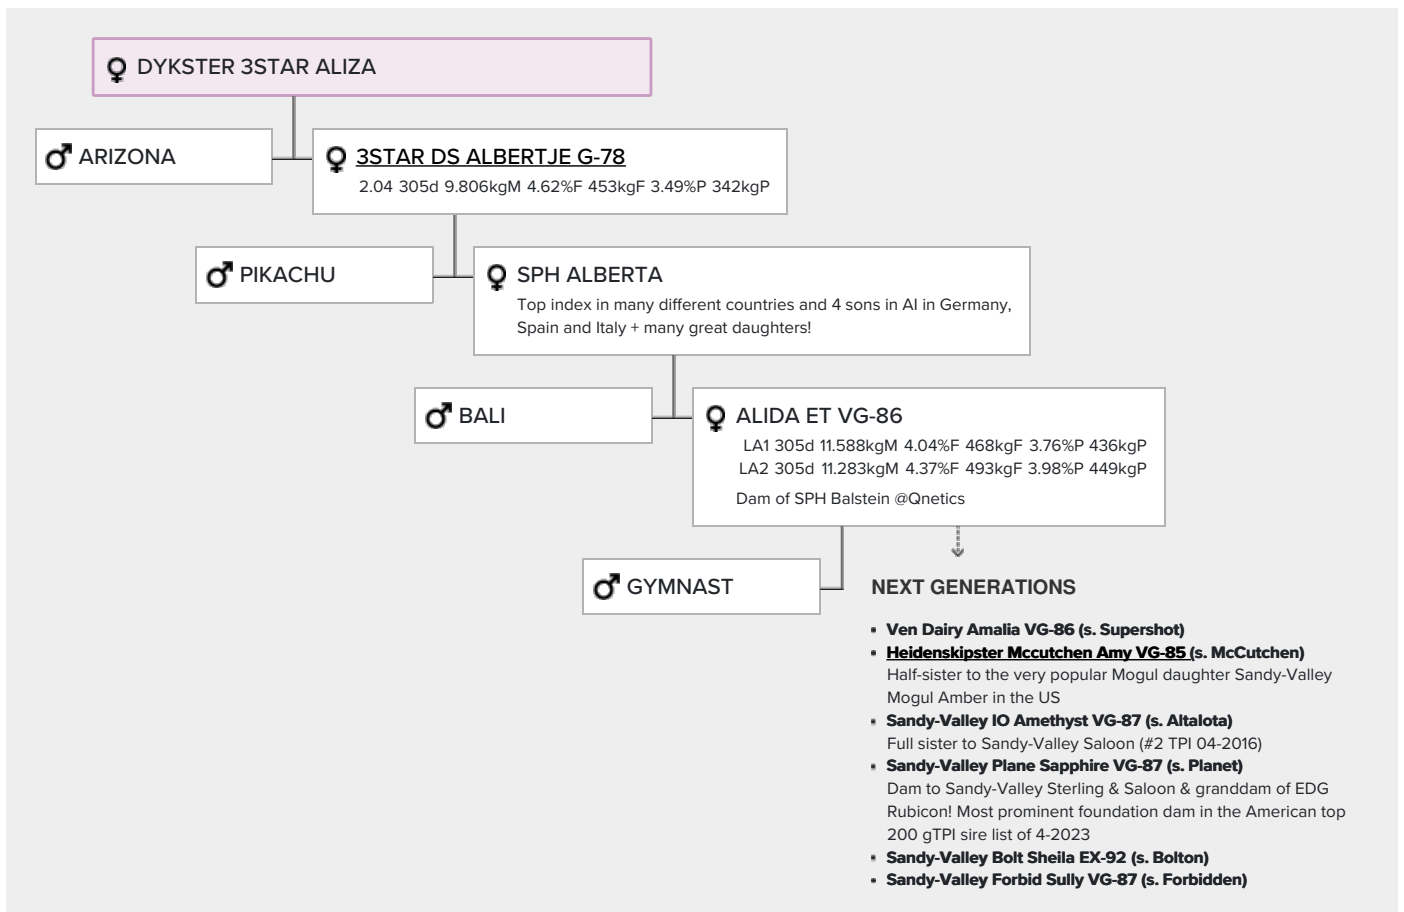 DYKSTER 3STAR ALIZA
ARIZONA
3STAR DS ALBERTJE G-78
2.04 305d 9.806kgM 4.62%F 453kgF 3.49%P 342kgP
PIKACHU
SPH ALBERTA
Top index in many different countries and 4 sons in AI in Germany,
Spain and Italy + many great daughters!
BALI
ALIDA ET VG-86
LA1 305d 11.588kgM 4.04%F 468kgF 3.76%P 436kgP
LA2 305d 11.283kgM 4.37%F 493kgF 3.98%P 449kgP
Dam of SPH Balstein @Qnetics
GYMNAST
NEXT GENERATIONS
Ven Dairy Amalia VG-86 (s. Supershot)
Heidenskipster Mccutchen Amy VG-85 (s. McCutchen)
Half-sister to the very popular Mogul daughter Sandy-Valley
Mogul Amber in the US
Sandy-Valley IO Amethyst VG-87 (s. AltaIota)
Full sister to Sandy-Valley Saloon (#2 TPI 04-2016)
Sandy-Valley Plane Sapphire VG-87 (s. Planet)
Dam to Sandy-Valley Sterling & Saloon & granddam of EDG
Rubicon! Most prominent foundation dam in the American top
200 gTPI sire list of 4-2023
Sandy-Valley Bolt Sheila EX-92 (s. Bolton)
Sandy-Valley Forbid Sully VG-87 (s. Forbidden)